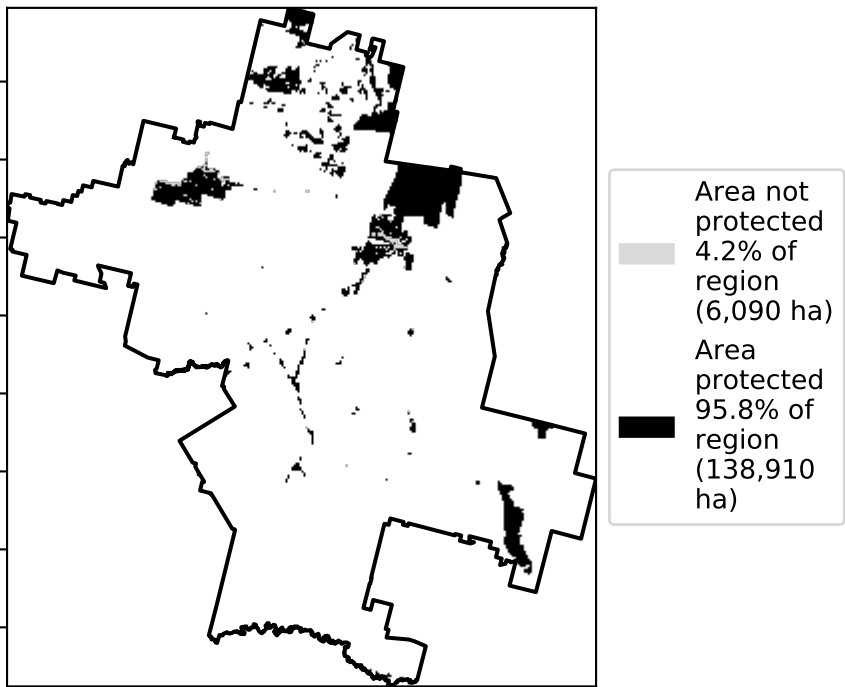 Area not
protected
4.2% of
region
(6,090 ha)
Area
protected
95.8% of
region
(138,910
ha)